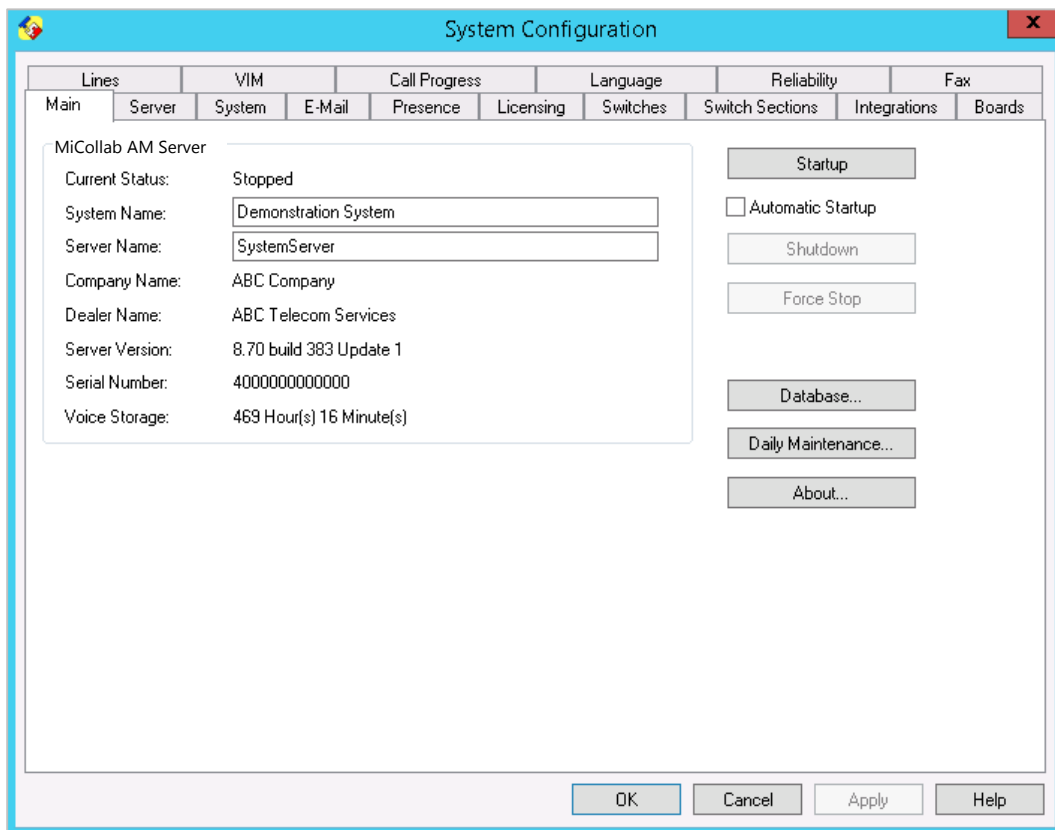 System Configuration
X
Lines VIM Call Progress Language Reliability Fax
Main Server System E-Mail Presence Licensing Switches Switch Sections Integrations Boards
MiCollab AM Server
Current Status: Stopped
System Name: Demonstration System
Server Name: SystemServer
Company Name: ABC Company
Dealer Name: ABC Telecom Services
Server Version: 8.70 build 383 Update 1
Serial Number: 4000000000000
Voice Storage: 469 Hour(s) 16 Minute(s)
Startup
Automatic Startup
Shutdown
Force Stop
Database...
Daily Maintenance...
About...
OK Cancel Apply Help